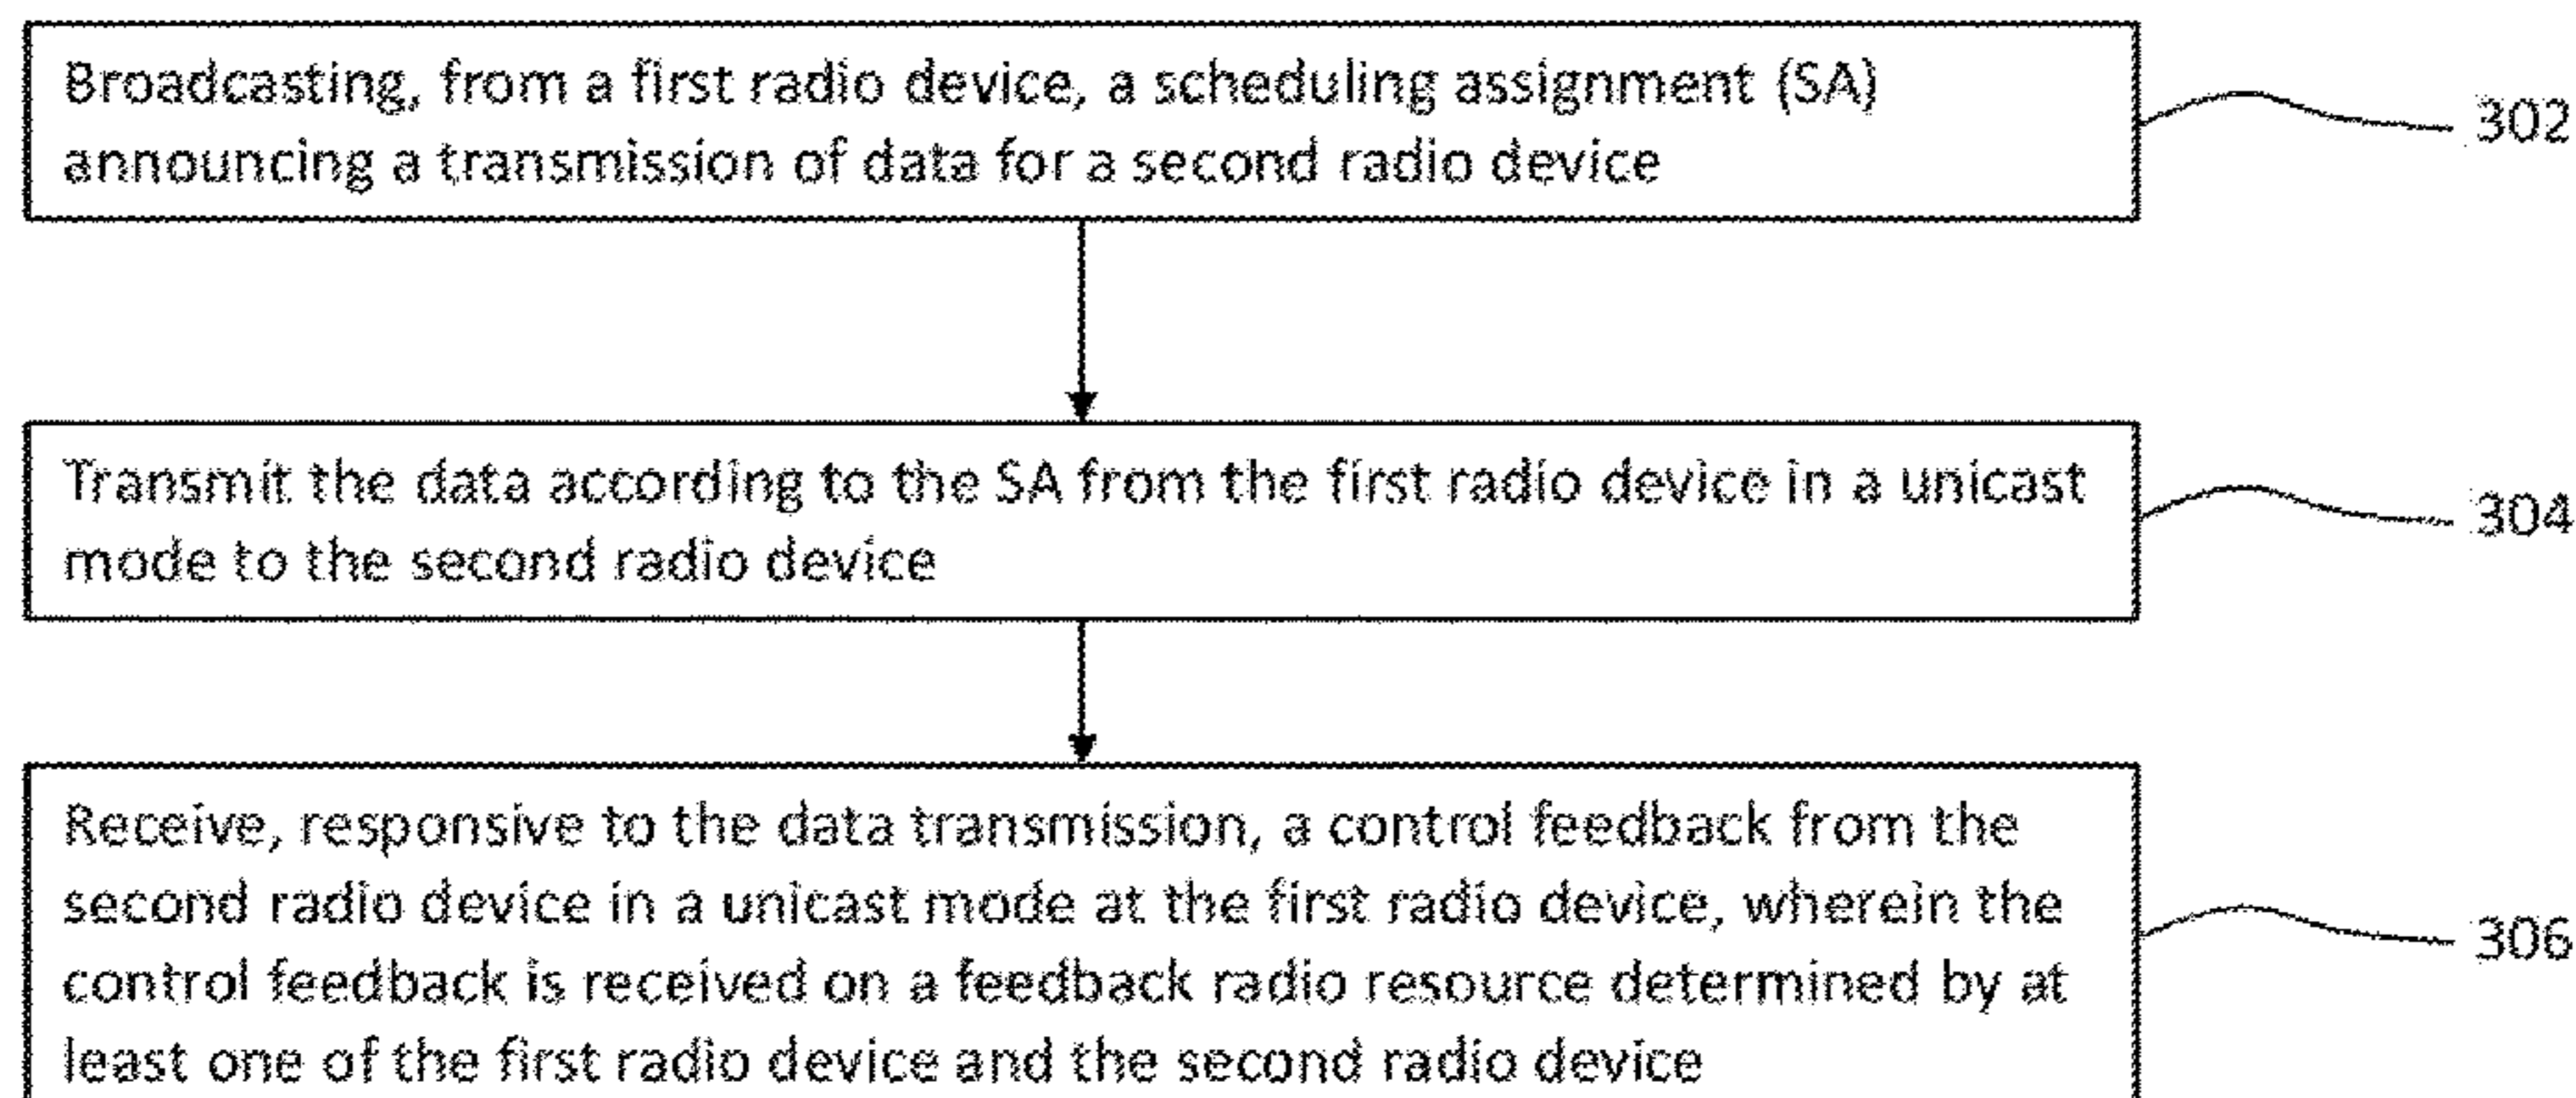 Broadcasting, from a first radio device, a scheduling assignment (SA)
announcing a transmission of data for a second radio device
302
Transmit the data according to the SA from the first radio device in a unicast
mode to the second radio device
304
Receive, responsive to the data transmission, a control feedback from the
second radio device in a unicast mode at the first radio device, wherein the
control feedback is received on a feedback radio resource determined by at
least one of the first radio device and the second radio device
306